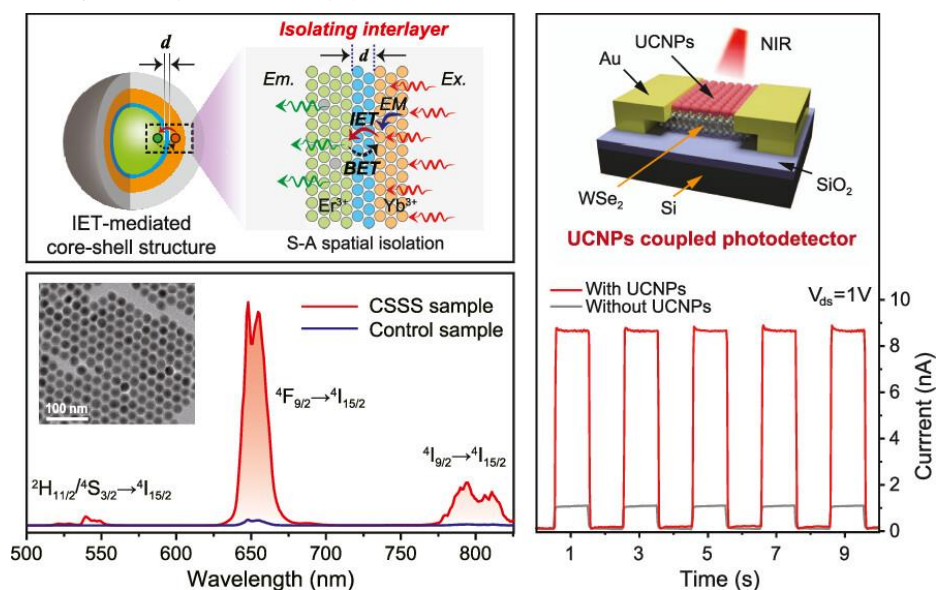 Isolating interlayer
d
d
Em.
Ex.
EM
IET
BET
Er³⁺
Yb³⁺
IET-mediated
core-shell structure
S-A spatial isolation
UCNPs
NIR
Au
SiO₂
WSe₂
Si
UCNPs coupled photodetector
CSSS sample
Control sample
100 nm
⁴F₉/₂→⁴I₁₅/₂
⁴I₉/₂→⁴I₁₅/₂
²H₁₁/₂/⁴S₃/₂→⁴I₁₅/₂
500 550 600 650 700 750 800
Wavelength (nm)
With UCNPs
Without UCNPs
V_ds=1V
10
8
6
4
2
0
Currrent (nA)
1 3 5 7 9
Time (s)